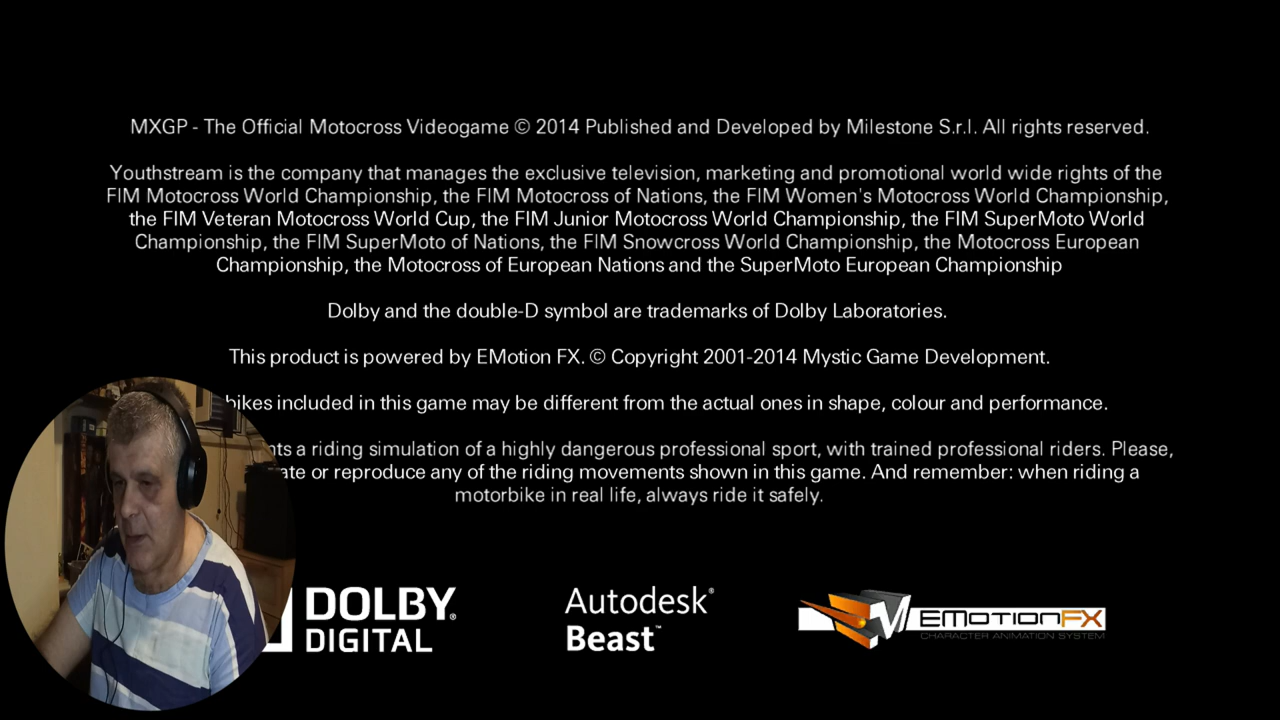 MXGP - The Official Motocross Videogame © 2014 Published and Developed by Milestone S.r.l. All rights reserved.
Youthstream is the company that manages the exclusive television, marketing and promotional world wide rights of the
FIM Motocross World Championship, the FIM Motocross of Nations, the FIM Women's Motocross World Championship,
the FIM Veteran Motocross World Cup, the FIM Junior Motocross World Championship, the FIM SuperMoto World
Championship, the FIM SuperMoto of Nations, the FIM Snowcross World Championship, the Motocross European
Championship, the Motocross of European Nations and the SuperMoto European Championship
Dolby and the double-D symbol are trademarks of Dolby Laboratories.
This product is powered by EMotion FX. © Copyright 2001-2014 Mystic Game Development.
bikes included in this game may be different from the actual ones in shape, colour and performance.
a riding simulation of a highly dangerous professional sport, with trained professional riders. Please,
or reproduce any of the riding movements shown in this game. And remember: when riding a
motorbike in real life, always ride it safely.
DOLBY®
DIGITAL
Autodesk®
Beast™
EMotionFX
CHARACTER ANIMATION SYSTEM